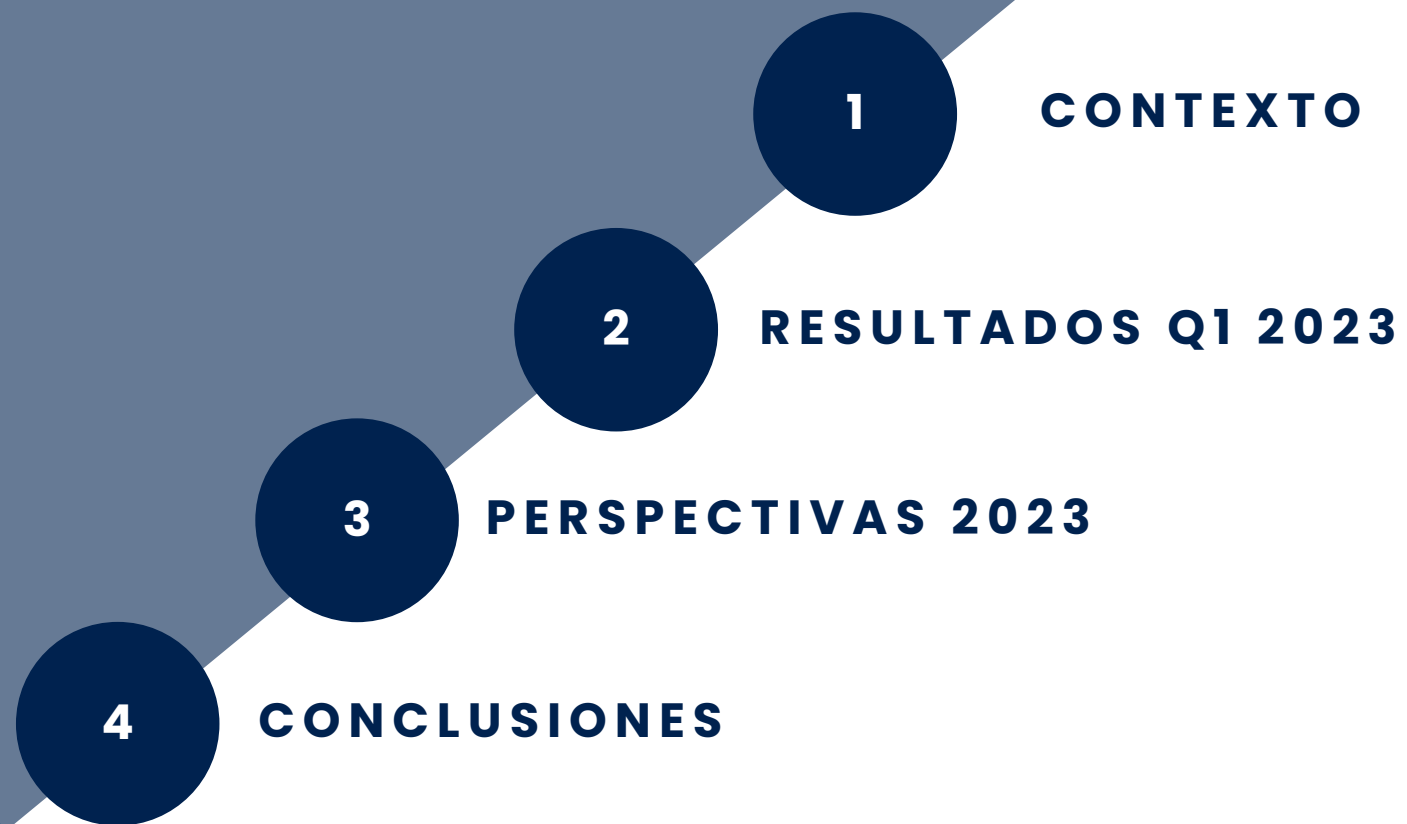 1 CONTEXTO
2 RESULTADOS Q1 2023
3 PERSPECTIVAS 2023
4 CONCLUSIONES